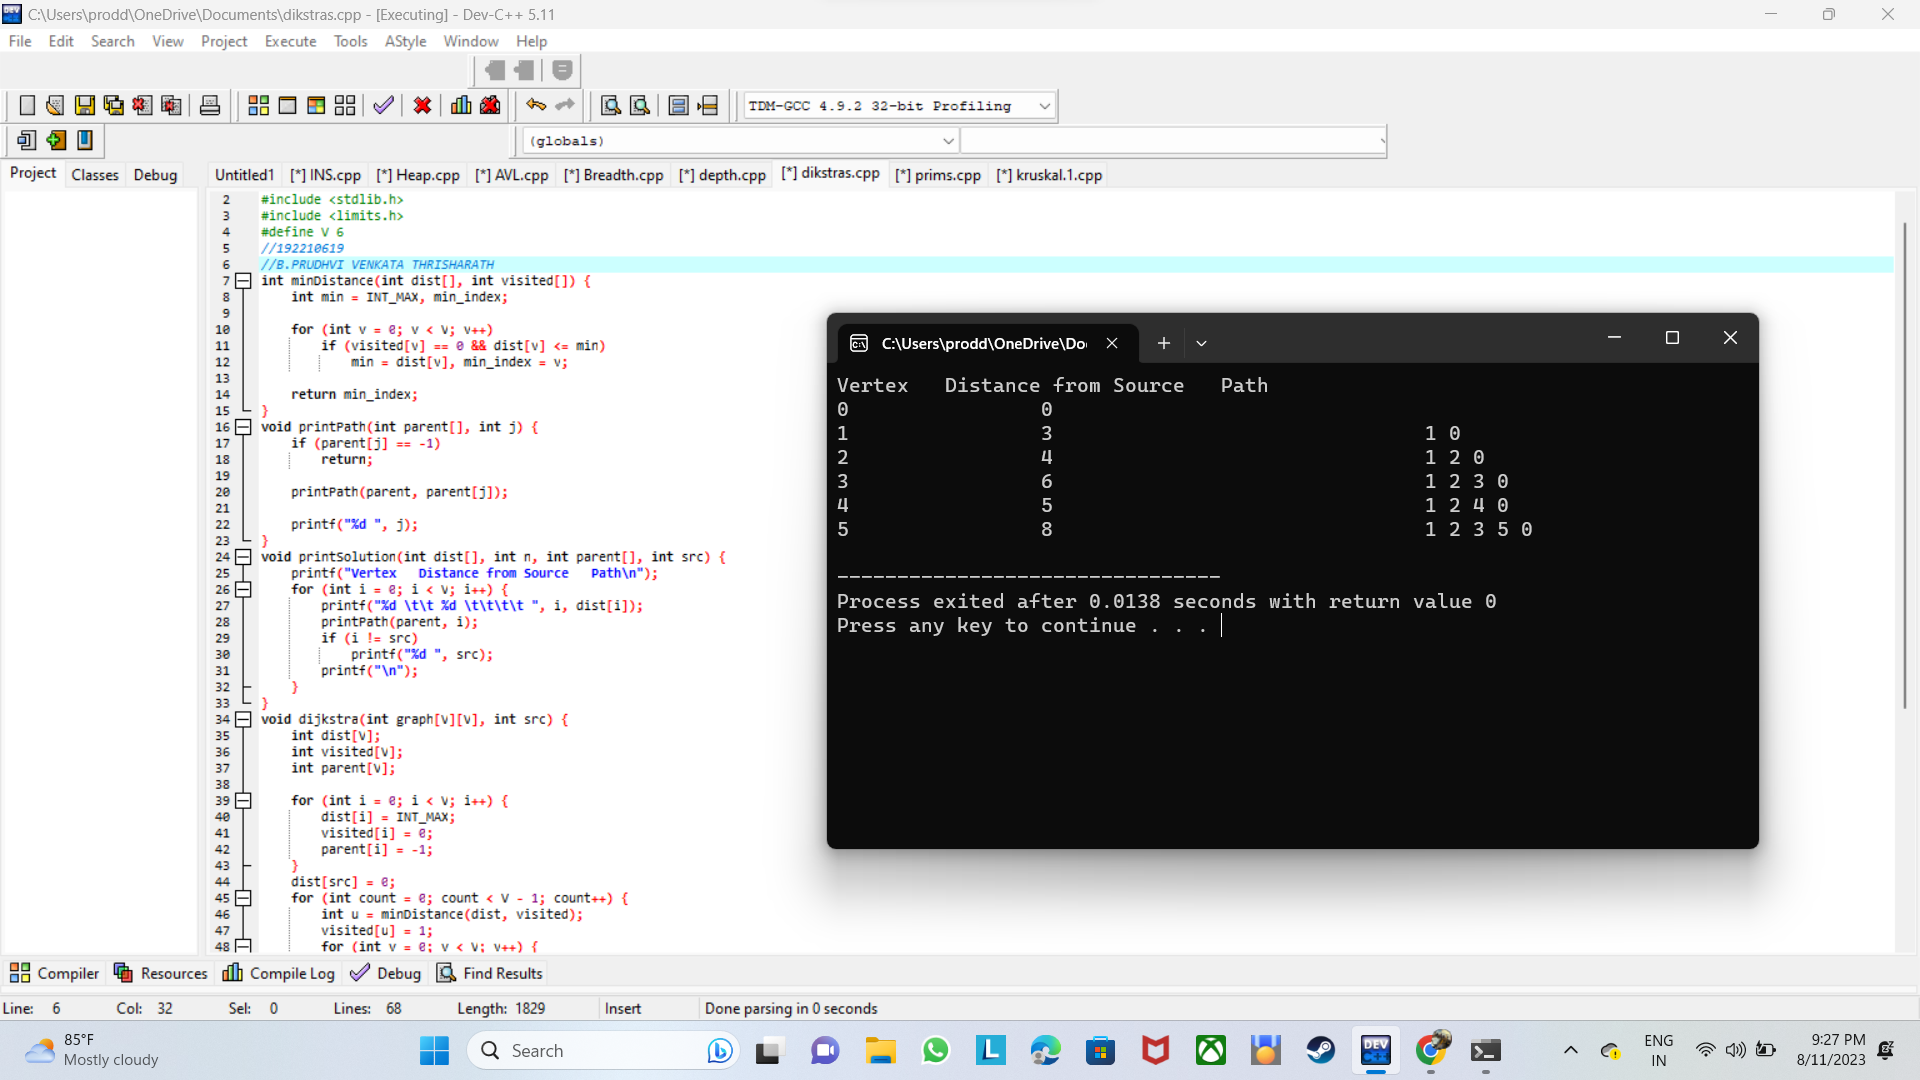 C:\Users\prodd\OneDrive\Documents\dikstras.cpp - [Executing] - Dev-C++ 5.11
File Edit Search View Project Execute Tools AStyle Window Help
TDM-GCC 4.9.2 32-bit Profiling
(globals)
Project Classes Debug
Untitled1 [*] INS.cpp [*] Heap.cpp [*] AVL.cpp [*] Breadth.cpp [*] depth.cpp [*] dikstras.cpp [*] prims.cpp [*] kruskal.1.cpp
2 #include <stdlib.h>
3 #include <limits.h>
4 #define V 6
5 //192210619
6 //B.PRUDHVI VENKATA THRISHARATH
7 int minDistance(int dist[], int visited[]) {
8 int min = INT_MAX, min_index;
9
10 for (int v = 0; v < V; v++)
11 if (visited[v] == 0 && dist[v] <= min)
12 min = dist[v], min_index = v;
13
14 return min_index;
15 }
16 void printPath(int parent[], int j) {
17 if (parent[j] == -1)
18 return;
19
20 printPath(parent, parent[j]);
21
22 printf("%d ", j);
23 }
24 void printSolution(int dist[], int n, int parent[], int src) {
25 printf("Vertex   Distance from Source   Path\n");
26 for (int i = 0; i < V; i++) {
27 printf("%d \t\t %d \t\t\t\t ", i, dist[i]);
28 printPath(parent, i);
29 if (i != src)
30 printf("%d ", src);
31 printf("\n");
32 }
33 }
34 void dijkstra(int graph[V][V], int src) {
35 int dist[V];
36 int visited[V];
37 int parent[V];
38
39 for (int i = 0; i < V; i++) {
40 dist[i] = INT_MAX;
41 visited[i] = 0;
42 parent[i] = -1;
43 }
44 dist[src] = 0;
45 for (int count = 0; count < V - 1; count++) {
46 int u = minDistance(dist, visited);
47 visited[u] = 1;
48 for (int v = 0; v < V; v++) {
C:\Users\prodd\OneDrive\Do
Vertex Distance from Source Path
0 0
1 3 1 0
2 4 1 2 0
3 6 1 2 3 0
4 5 1 2 4 0
5 8 1 2 3 5 0
--------------------------------
Process exited after 0.0138 seconds with return value 0
Press any key to continue . . .
Compiler Resources Compile Log Debug Find Results
Line: 6 Col: 32 Sel: 0 Lines: 68 Length: 1829 Insert Done parsing in 0 seconds
85°F
Mostly cloudy
Search
DEV C++
ENG
IN
9:27 PM
8/11/2023